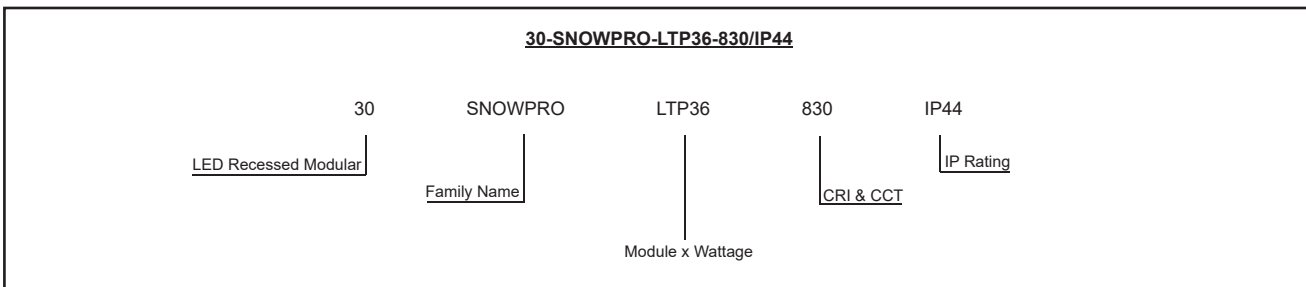 30-SNOWPRO-LTP36-830/IP44
30 SNOWPRO LTP36 830 IP44
LED Recessed Modular
IP Rating
Family Name
CRI & CCT
Module x Wattage